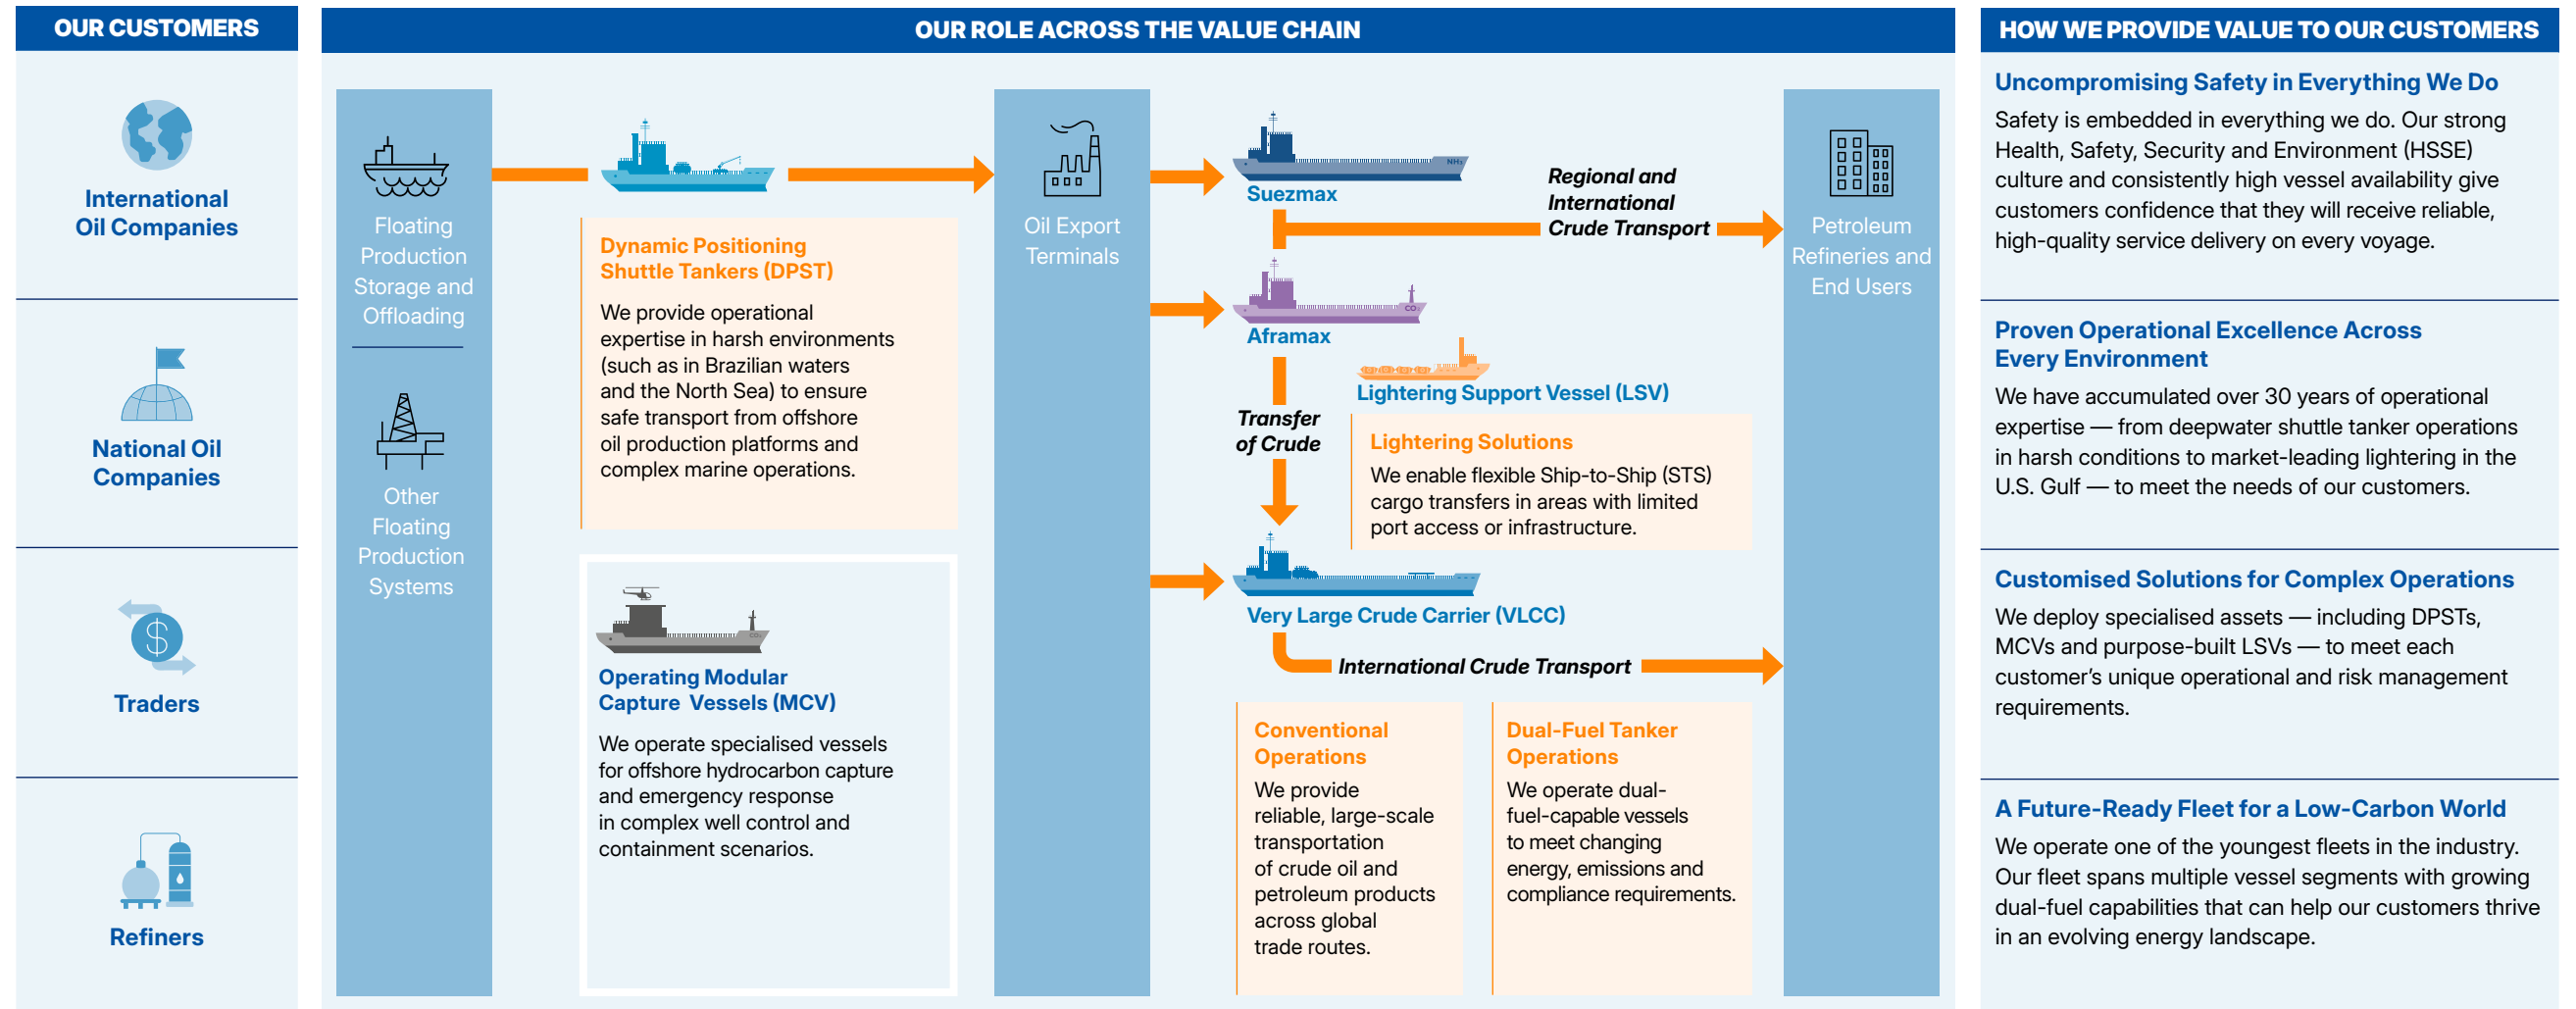 OUR CUSTOMERS
International
Oil Companies
National Oil
Companies
Traders
Refiners
OUR ROLE ACROSS THE VALUE CHAIN
Floating
Production
Storage and
Offloading
Other
Floating
Production
Systems
Dynamic Positioning
Shuttle Tankers (DPST)
We provide operational
expertise in harsh environments
(such as in Brazilian waters
and the North Sea) to ensure
safe transport from offshore
oil production platforms and
complex marine operations.
CO₂
Operating Modular
Capture  Vessels (MCV)
We operate specialised vessels
for offshore hydrocarbon capture
and emergency response
in complex well control and
containment scenarios.
Oil Export
Terminals
NH₃
Suezmax
Regional and
International
Crude Transport
CO₂
Aframax
Lightering Support Vessel (LSV)
Transfer
of Crude
Lightering Solutions
We enable flexible Ship-to-Ship (STS)
cargo transfers in areas with limited
port access or infrastructure.
Very Large Crude Carrier (VLCC)
International Crude Transport
Conventional
Operations
We provide
reliable, large-scale
transportation
of crude oil and
petroleum products
across global
trade routes.
Dual-Fuel Tanker
Operations
We operate dual-
fuel-capable vessels
to meet changing
energy, emissions and
compliance requirements.
Petroleum
Refineries and
End Users
HOW WE PROVIDE VALUE TO OUR CUSTOMERS
Uncompromising Safety in Everything We Do
Safety is embedded in everything we do. Our strong
Health, Safety, Security and Environment (HSSE)
culture and consistently high vessel availability give
customers confidence that they will receive reliable,
high-quality service delivery on every voyage.
Proven Operational Excellence Across
Every Environment
We have accumulated over 30 years of operational
expertise — from deepwater shuttle tanker operations
in harsh conditions to market-leading lightering in the
U.S. Gulf — to meet the needs of our customers.
Customised Solutions for Complex Operations
We deploy specialised assets — including DPSTs,
MCVs and purpose-built LSVs — to meet each
customer’s unique operational and risk management
requirements.
A Future-Ready Fleet for a Low-Carbon World
We operate one of the youngest fleets in the industry.
Our fleet spans multiple vessel segments with growing
dual-fuel capabilities that can help our customers thrive
in an evolving energy landscape.